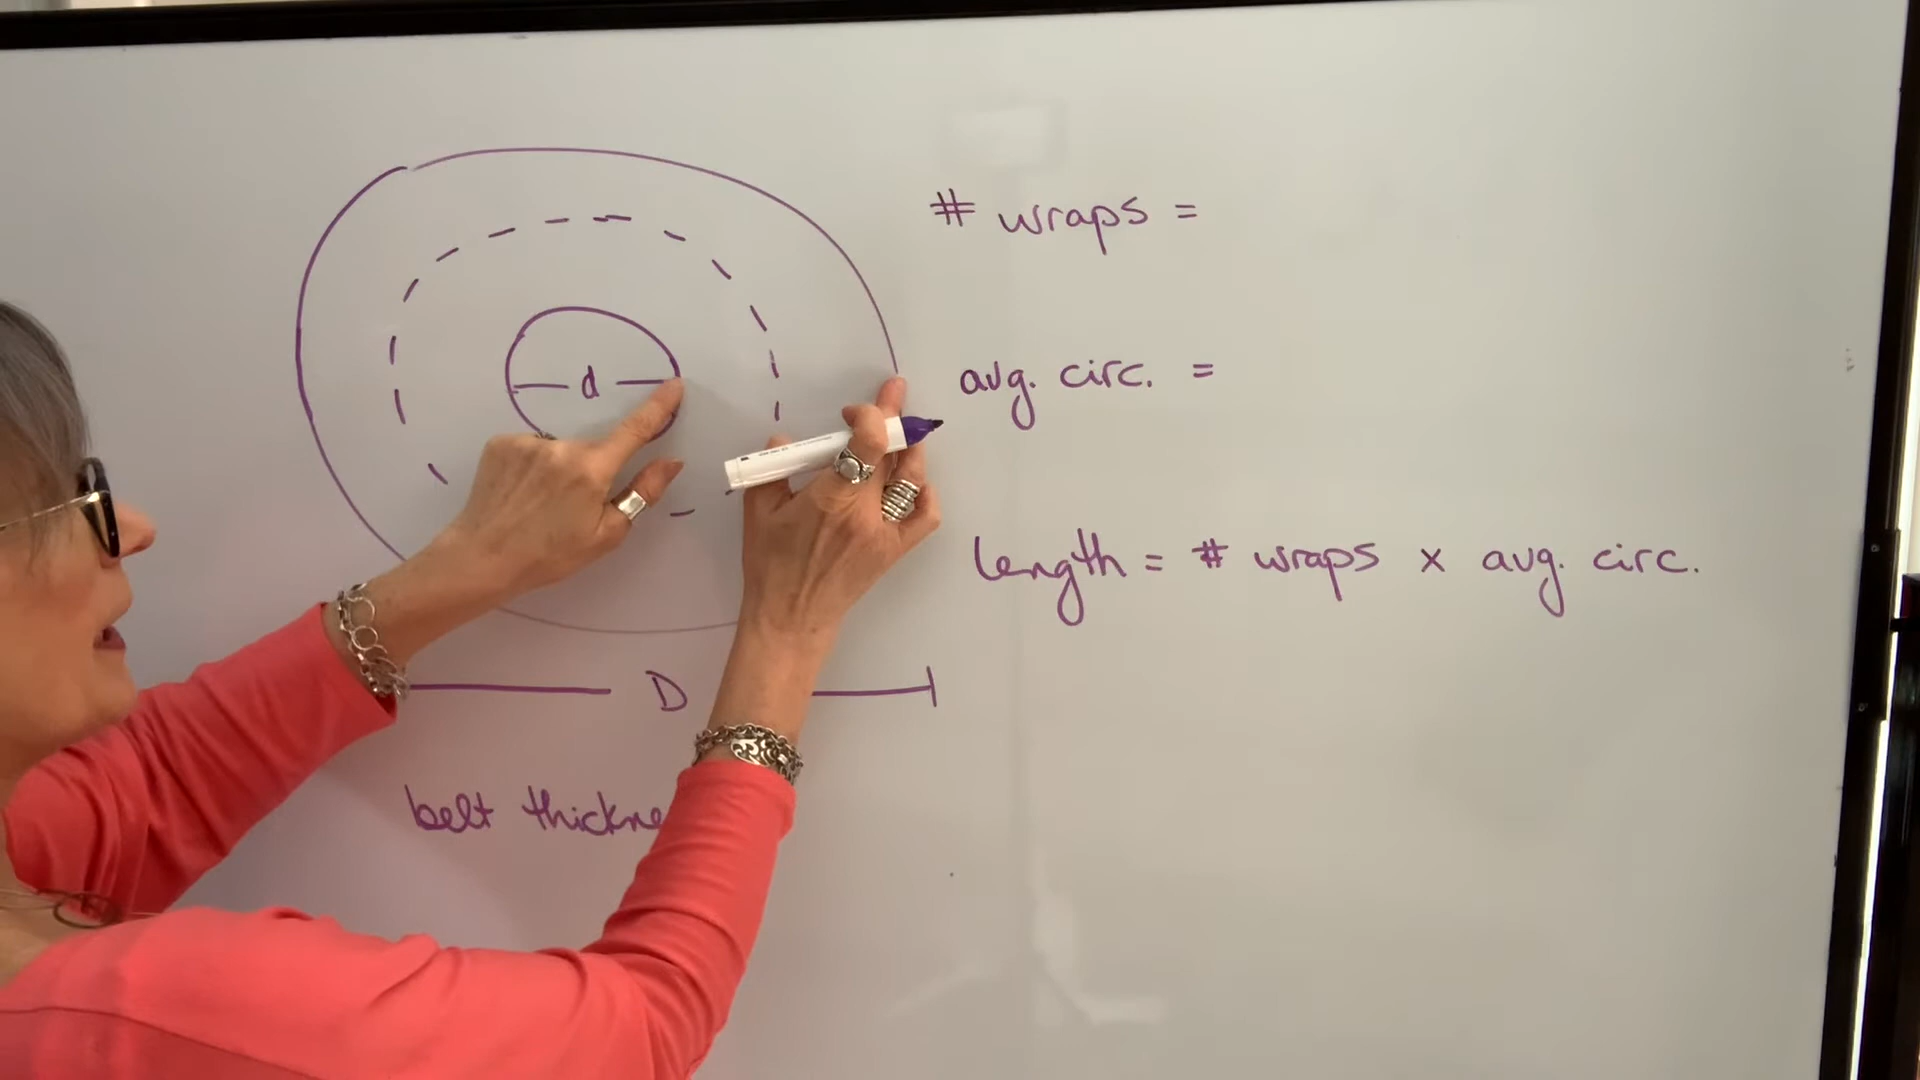 # wraps =
d
avg. circ. =
length = # wraps x avg. circ.
D
belt thickne